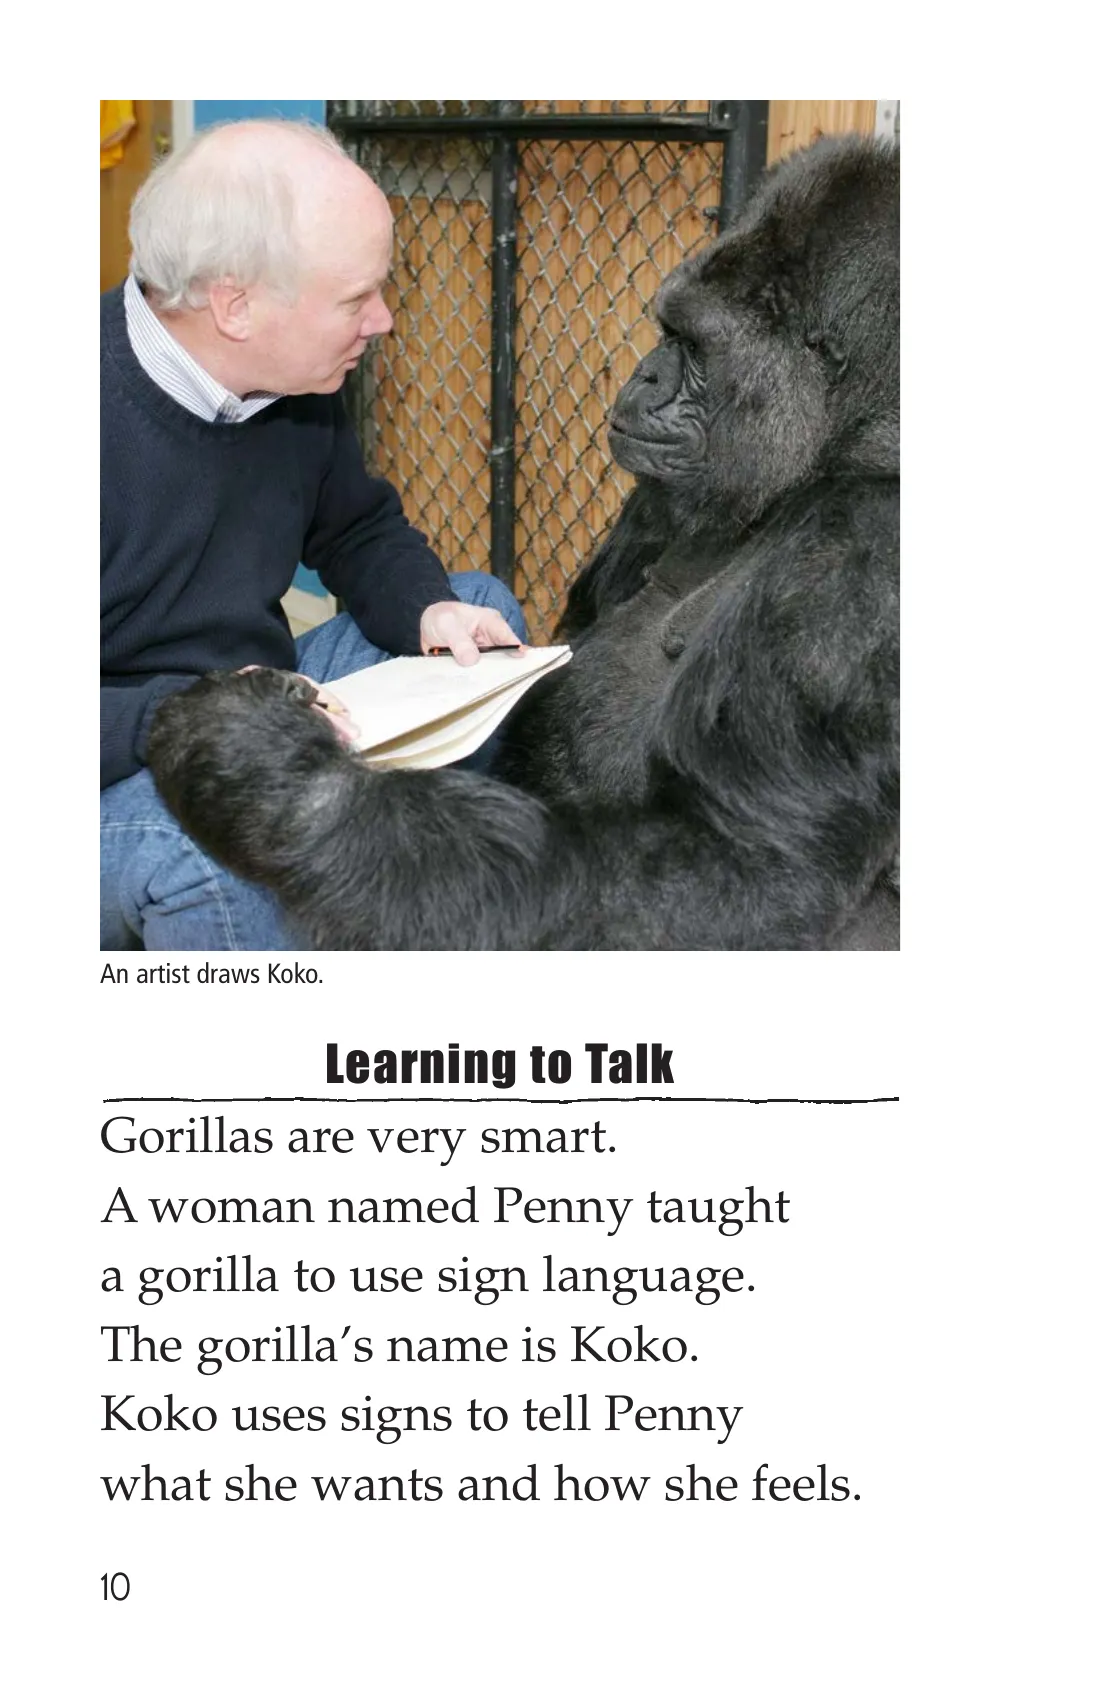 An artist draws Koko.
Learning to Talk
Gorillas are very smart.
A woman named Penny taught
a gorilla to use sign language.
The gorilla’s name is Koko.
Koko uses signs to tell Penny
what she wants and how she feels.
10